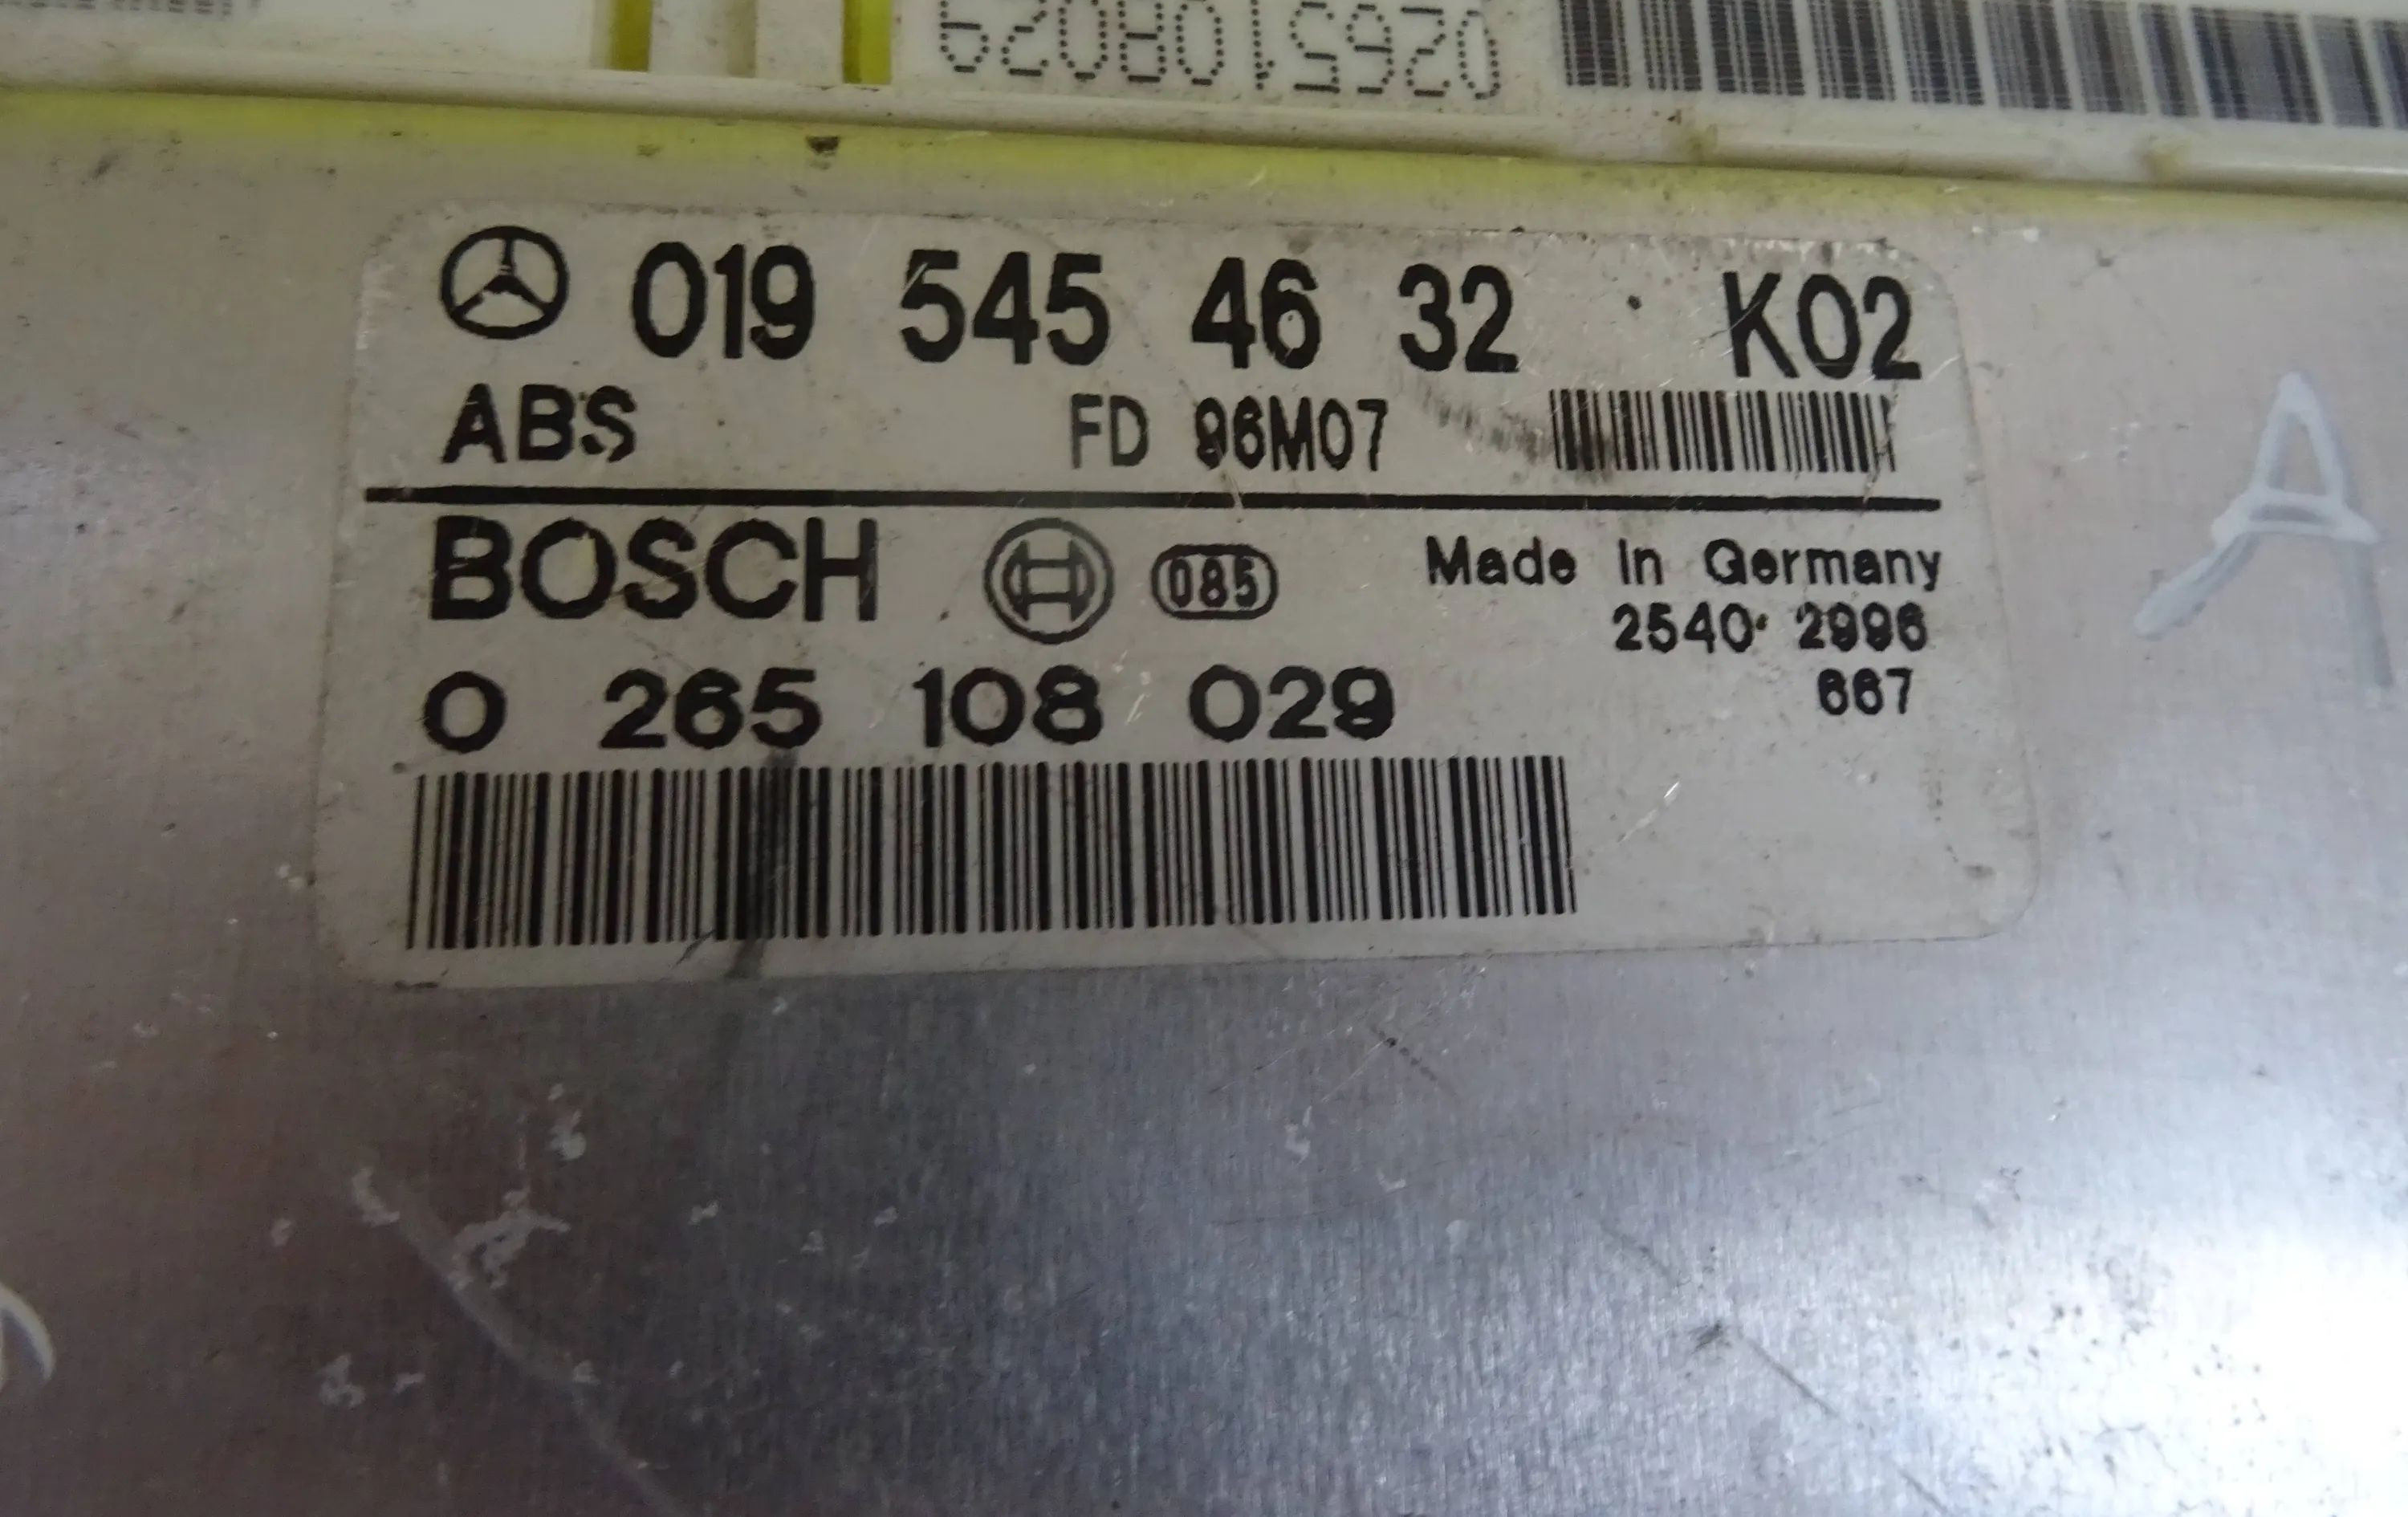 0265108029
019 545 46 32 K02
ABS FD 96M07
BOSCH 085 Made In Germany
2540 2996
0 265 108 029 667
A